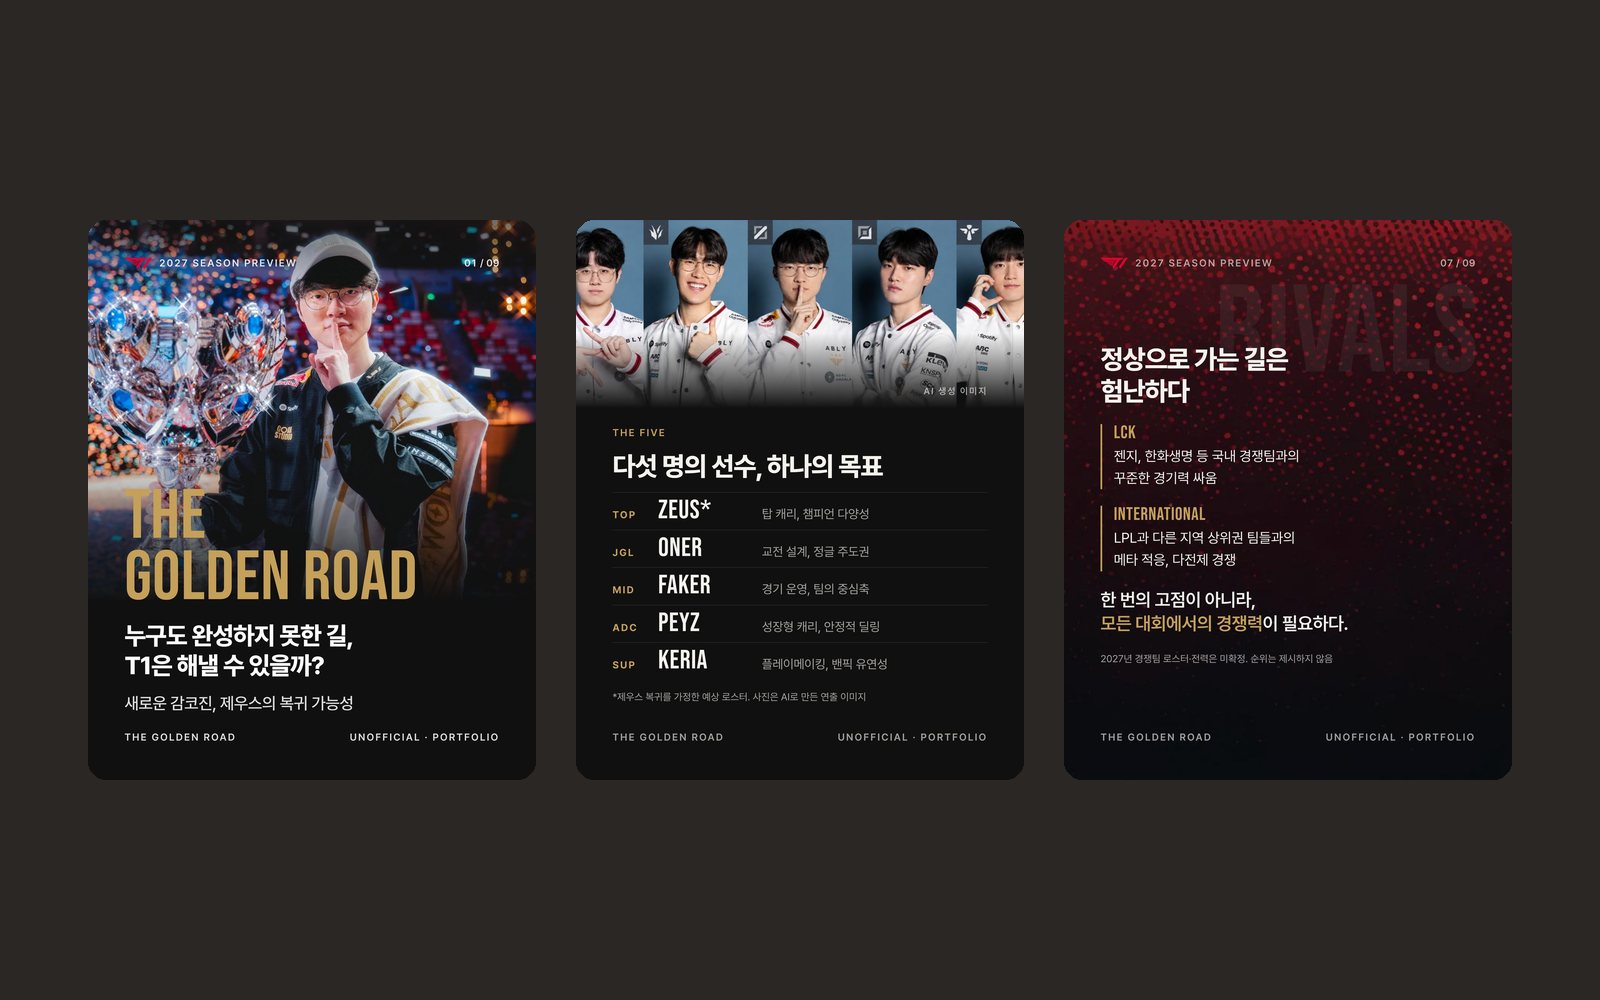 2027 SEASON PREVIEW
01 / 09
THE
GOLDEN ROAD
누구도 완성하지 못한 길,
T1은 해낼 수 있을까?
새로운 감코진, 제우스의 복귀 가능성
THE GOLDEN ROAD
UNOFFICIAL · PORTFOLIO
AI 생성 이미지
THE FIVE
다섯 명의 선수, 하나의 목표
TOP ZEUS* 탑 캐리, 챔피언 다양성
JGL ONER 교전 설계, 정글 주도권
MID FAKER 경기 운영, 팀의 중심축
ADC PEYZ 성장형 캐리, 안정적 딜링
SUP KERIA 플레이메이킹, 밴픽 유연성
*제우스 복귀를 가정한 예상 로스터. 사진은 AI로 만든 연출 이미지
THE GOLDEN ROAD
UNOFFICIAL · PORTFOLIO
2027 SEASON PREVIEW
07 / 09
RIVALS
정상으로 가는 길은
험난하다
LCK
젠지, 한화생명 등 국내 경쟁팀과의
꾸준한 경기력 싸움
INTERNATIONAL
LPL과 다른 지역 상위권 팀들과의
메타 적응, 다전제 경쟁
한 번의 고점이 아니라,
모든 대회에서의 경쟁력이 필요하다.
2027년 경쟁팀 로스터·전력은 미확정. 순위는 제시하지 않음
THE GOLDEN ROAD
UNOFFICIAL · PORTFOLIO